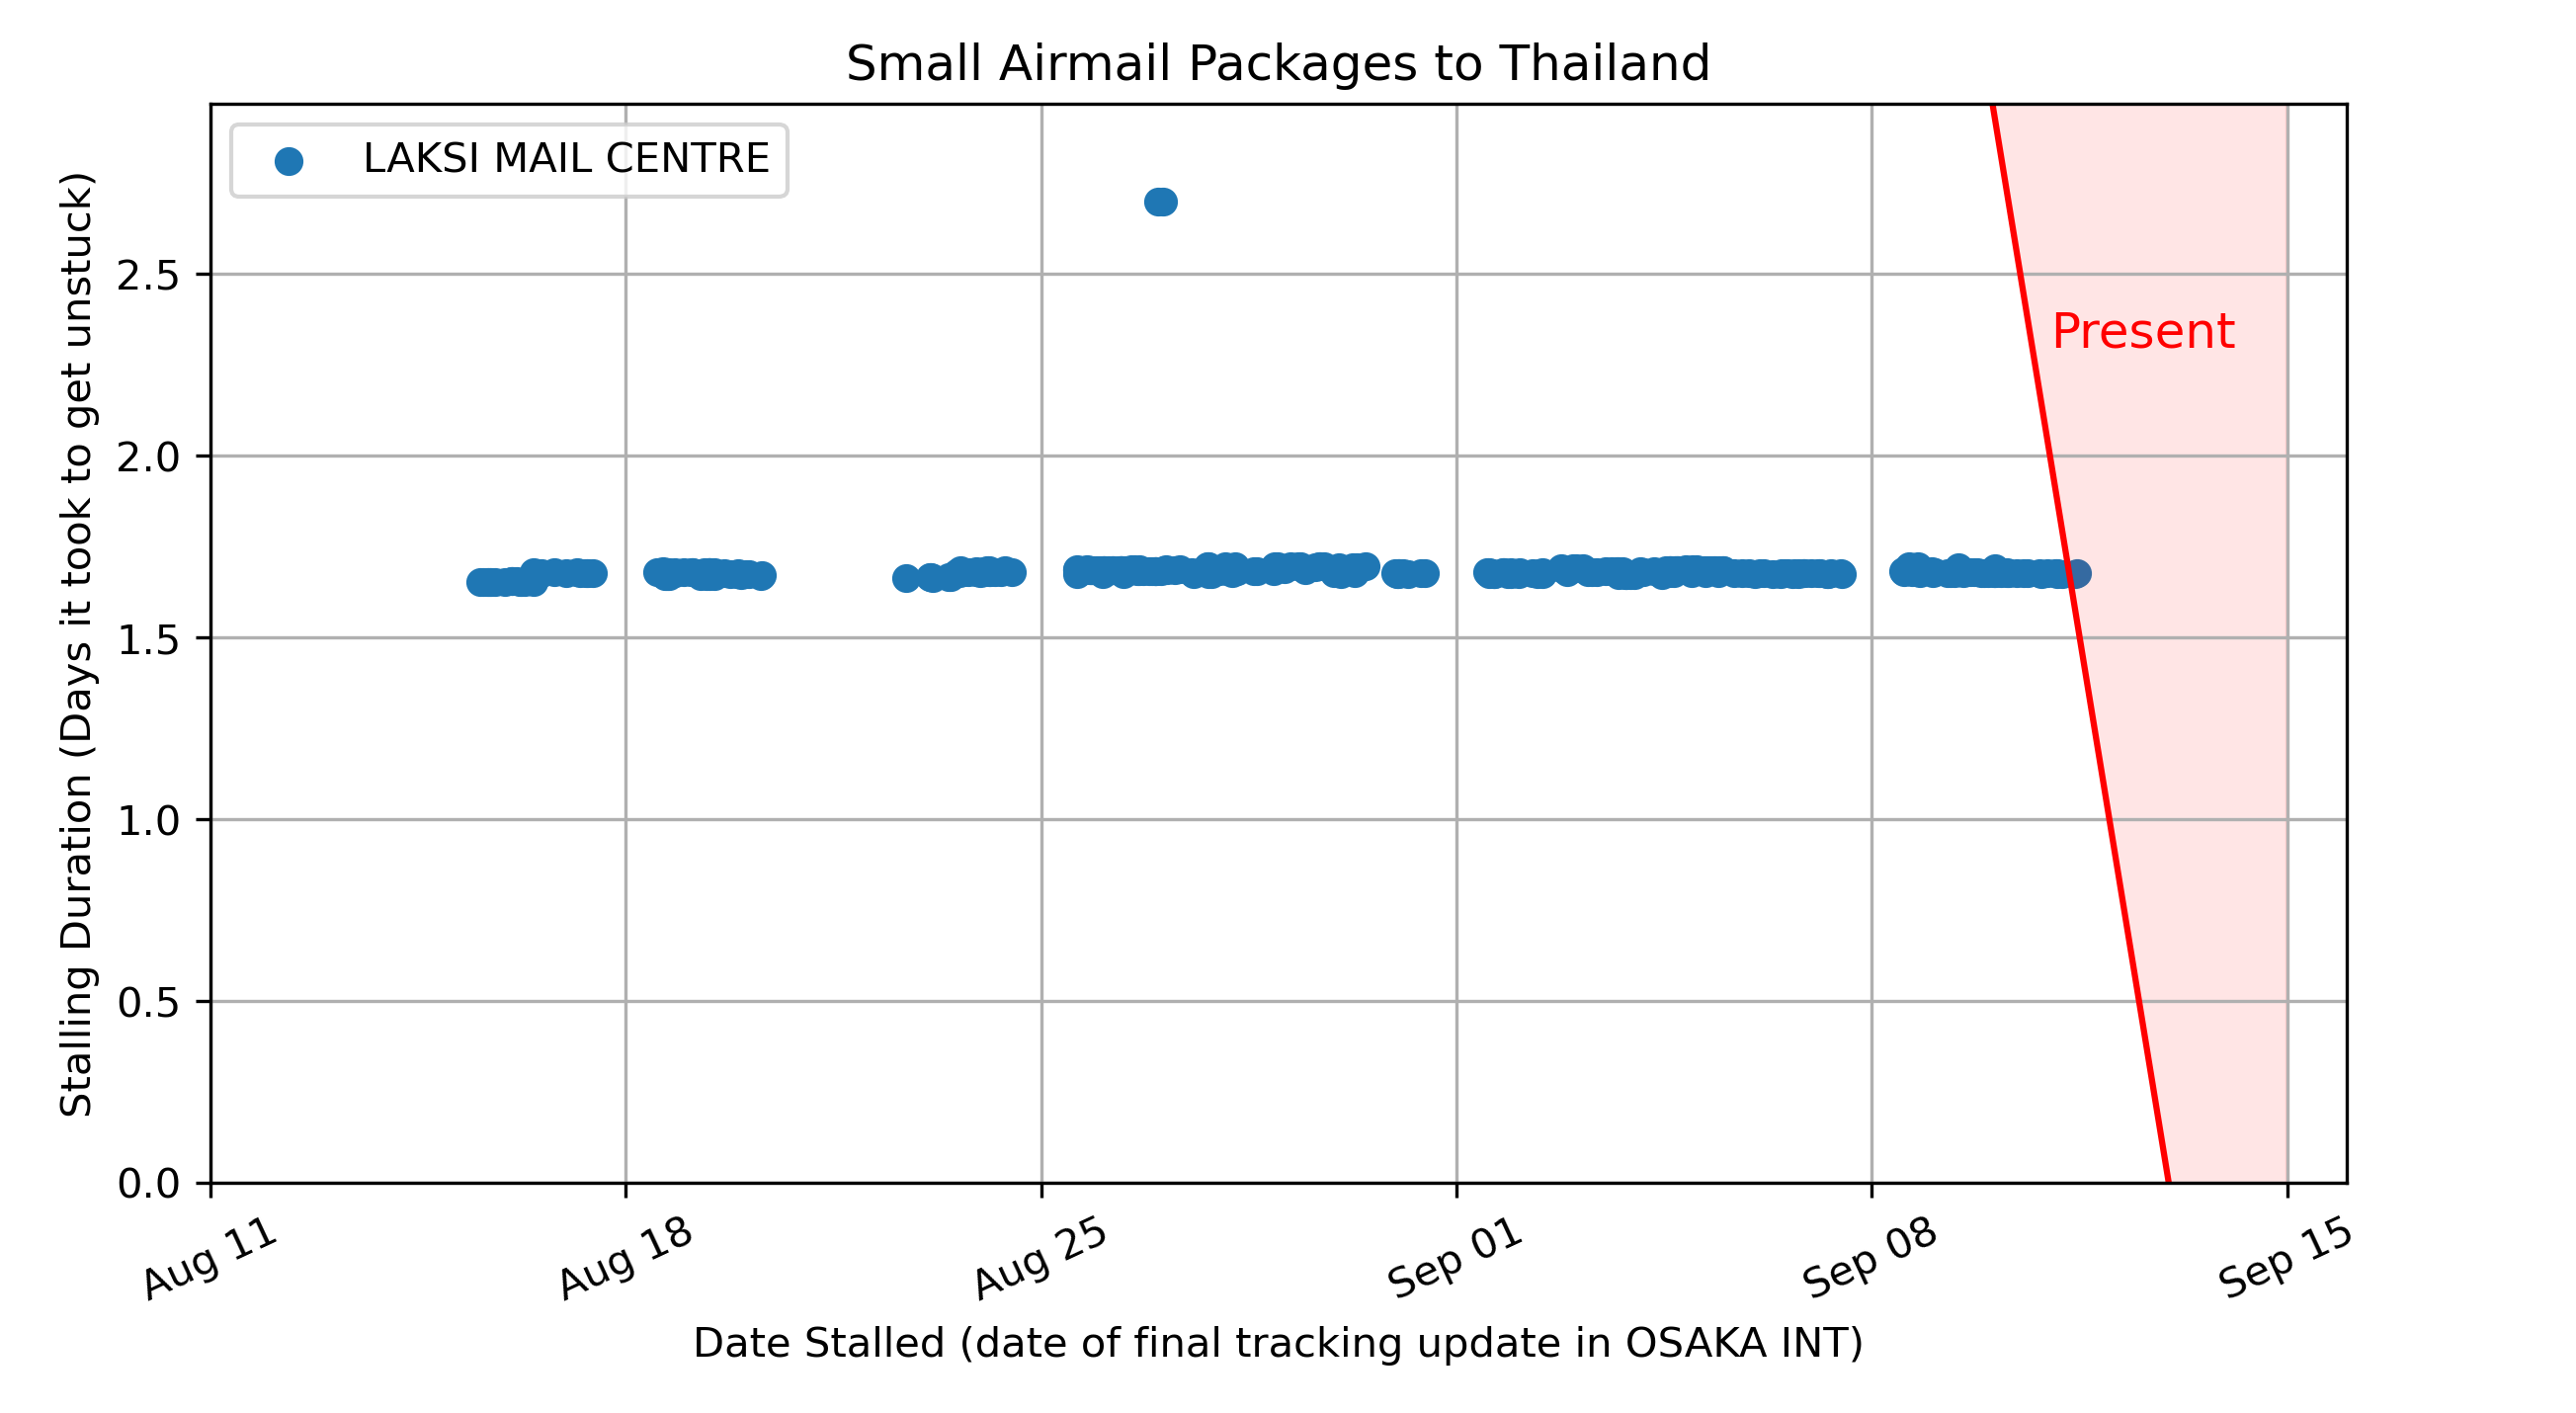 Small Airmail Packages to Thailand
LAKSI MAIL CENTRE
Present
Stalling Duration (Days it took to get unstuck)
2.5
2.0
1.5
1.0
0.5
0.0
Aug 11
Aug 18
Aug 25
Sep 01
Sep 08
Sep 15
Date Stalled (date of final tracking update in OSAKA INT)